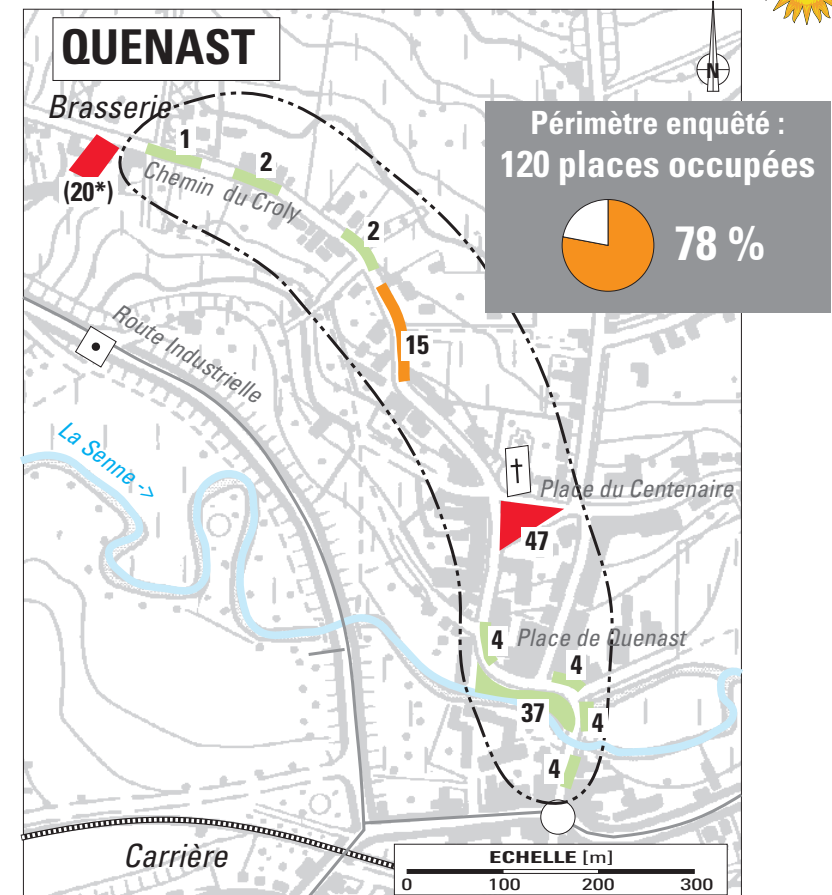 QUENAST
N
Brasserie
Périmètre enquêté :
120 places occupées
78 %
1
2
(20*)
Chemin du Croly
2
15
Route Industrielle
La Senne ->
Place du Centenaire
47
4
Place de Quenast
4
37
4
4
Carrière
ECHELLE [m]
0 100 200 300